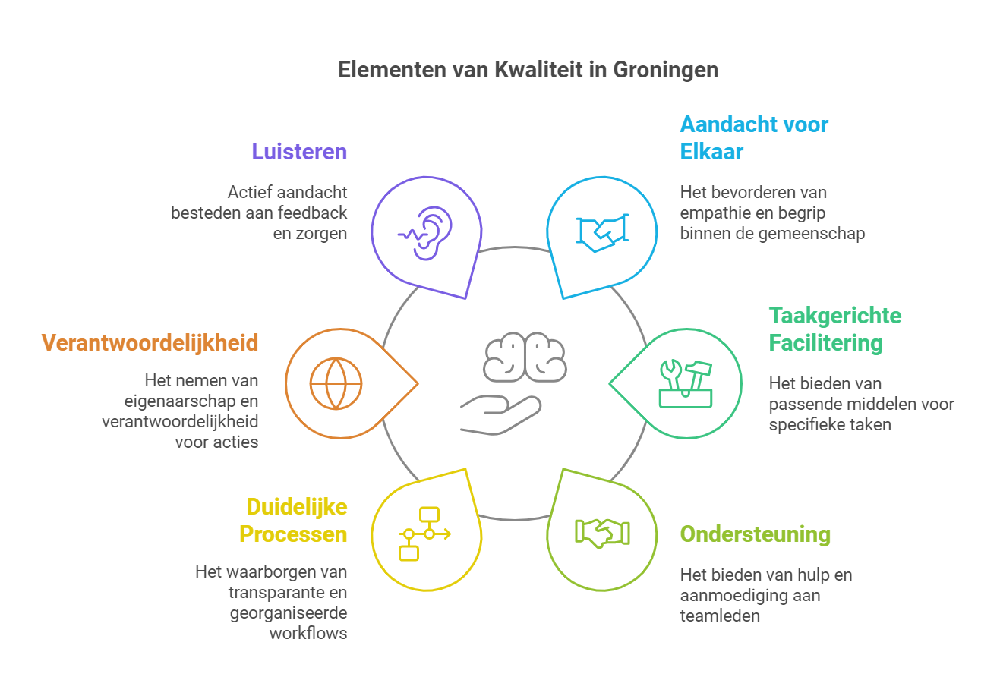 Elementen van Kwaliteit in Groningen
Luisteren
Actief aandacht
besteden aan feedback
en zorgen
Aandacht voor
Elkaar
Het bevorderen van
empathie en begrip
binnen de gemeenschap
Verantwoordelijkheid
Het nemen van
eigenaarschap en
verantwoordelijkheid
voor acties
Taakgerichte
Facilitering
Het bieden van
passende middelen voor
specifieke taken
Duidelijke
Processen
Het waarborgen van
transparante en
georganiseerde
workflows
Ondersteuning
Het bieden van hulp en
aanmoediging aan
teamleden